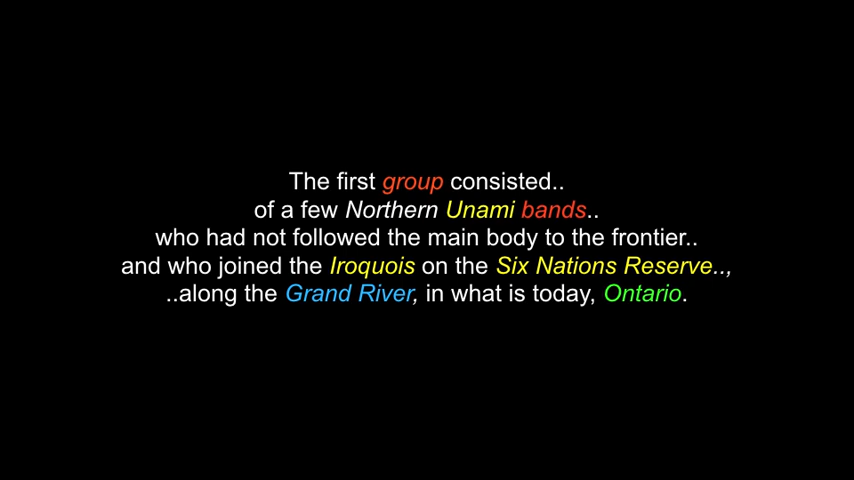 The first group consisted..
of a few Northern Unami bands..
who had not followed the main body to the frontier..
and who joined the Iroquois on the Six Nations Reserve..,
..along the Grand River, in what is today, Ontario.